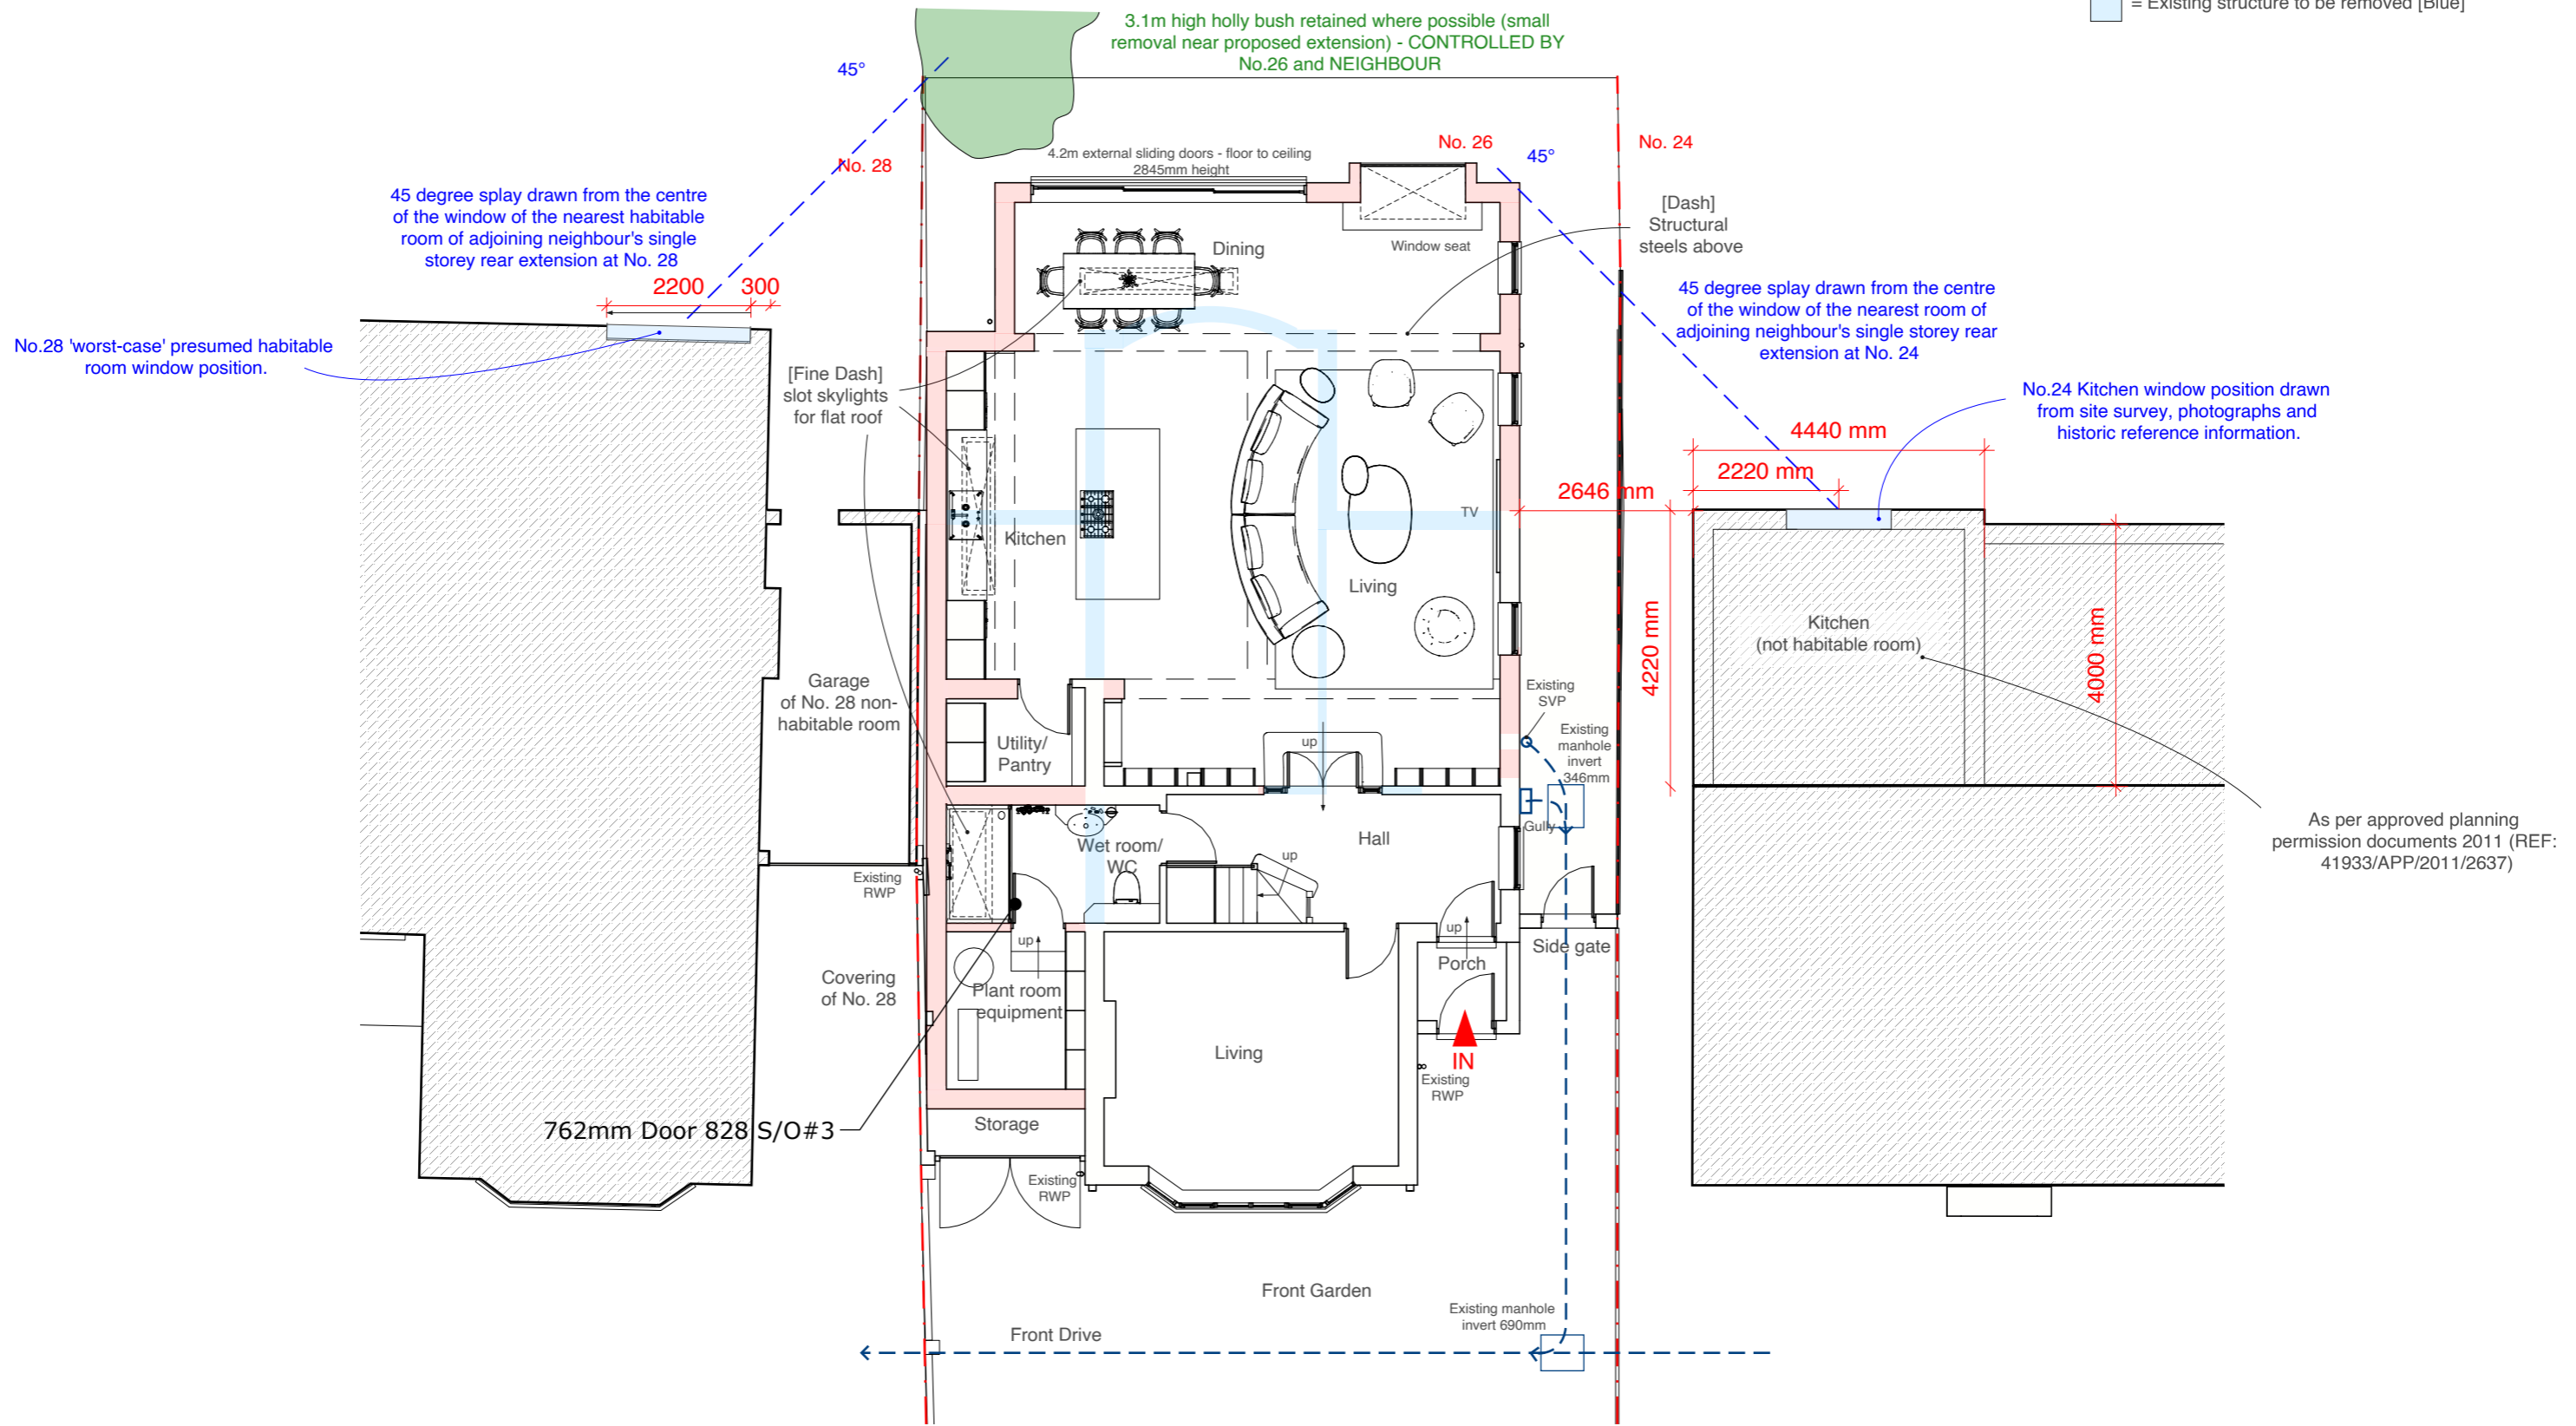 = Existing structure to be removed [Blue]
3.1m high holly bush retained where possible (small
removal near proposed extension) - CONTROLLED BY
No.26 and NEIGHBOUR
45°
No. 28
4.2m external sliding doors - floor to ceiling
2845mm height
No. 26
45°
No. 24
45 degree splay drawn from the centre
of the window of the nearest habitable
room of adjoining neighbour's single
storey rear extension at No. 28
2200
300
No.28 'worst-case' presumed habitable
room window position.
Dining
Window seat
[Dash]
Structural
steels above
45 degree splay drawn from the centre
of the window of the nearest room of
adjoining neighbour's single storey rear
extension at No. 24
No.24 Kitchen window position drawn
from site survey, photographs and
historic reference information.
4440 mm
2220 mm
2646 mm
[Fine Dash]
slot skylights
for flat roof
Kitchen
TV
Living
4220 mm
Kitchen
(not habitable room)
4000 mm
Garage
of No. 28 non-
habitable room
Utility/
Pantry
up
Existing
SVP
Existing
manhole
invert
346mm
Gully
As per approved planning
permission documents 2011 (REF:
41933/APP/2011/2637)
Wet room/
WC
Hall
up
Existing
RWP
up
up
Side gate
Porch
Covering
of No. 28
Plant room
equipment
Living
IN
Existing
RWP
762mm Door 828 S/O#3
Storage
Existing
RWP
Front Garden
Existing manhole
invert 690mm
Front Drive